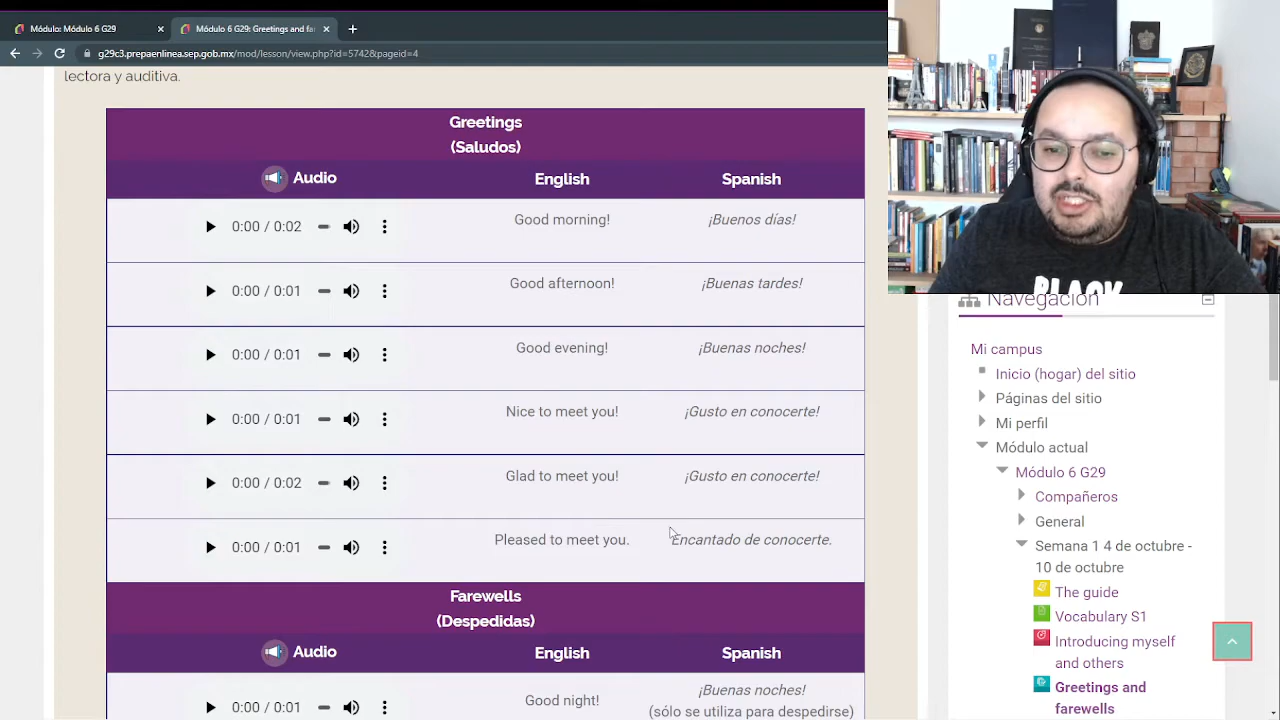 Módulo: Módulo 6 G29
Módulo 6 G29: Greetings and fa
g29c3.prepaenlinea.sep.gob.mx/mod/lesson/view.php?id=5742&pageid=4
lectora y auditiva.
Greetings
(Saludos)
Audio English Spanish
0:00 / 0:02 Good morning! ¡Buenos días!
0:00 / 0:01 Good afternoon! ¡Buenas tardes!
0:00 / 0:01 Good evening! ¡Buenas noches!
0:00 / 0:01 Nice to meet you! ¡Gusto en conocerte!
0:00 / 0:02 Glad to meet you! ¡Gusto en conocerte!
0:00 / 0:01 Pleased to meet you. Encantado de conocerte.
Farewells
(Despedidas)
Audio English Spanish
0:00 / 0:01 Good night! ¡Buenas noches!
(sólo se utiliza para despedirse)
BLACK
Navegación
Mi campus
Inicio (hogar) del sitio
Páginas del sitio
Mi perfil
Módulo actual
Módulo 6 G29
Compañeros
General
Semana 1 4 de octubre -
10 de octubre
The guide
Vocabulary S1
Introducing myself
and others
Greetings and
farewells